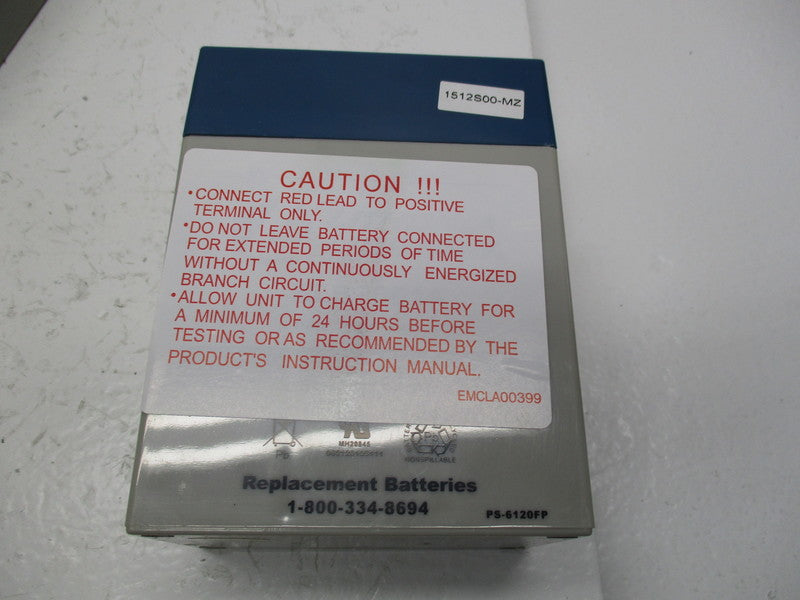 1512S00-MZ
CAUTION !!!
•CONNECT RED LEAD TO POSITIVE
TERMINAL ONLY.
•DO NOT LEAVE BATTERY CONNECTED
FOR EXTENDED PERIODS OF TIME
WITHOUT A CONTINUOUSLY ENERGIZED
BRANCH CIRCUIT.
•ALLOW UNIT TO CHARGE BATTERY FOR
A MINIMUM OF 24 HOURS BEFORE
TESTING OR AS RECOMMENDED BY THE
PRODUCT'S INSTRUCTION MANUAL.
EMCLA00399
Pb
MH20845
Pb
NONSPILLABLE
Replacement Batteries
1-800-334-8694
PS-6120FP